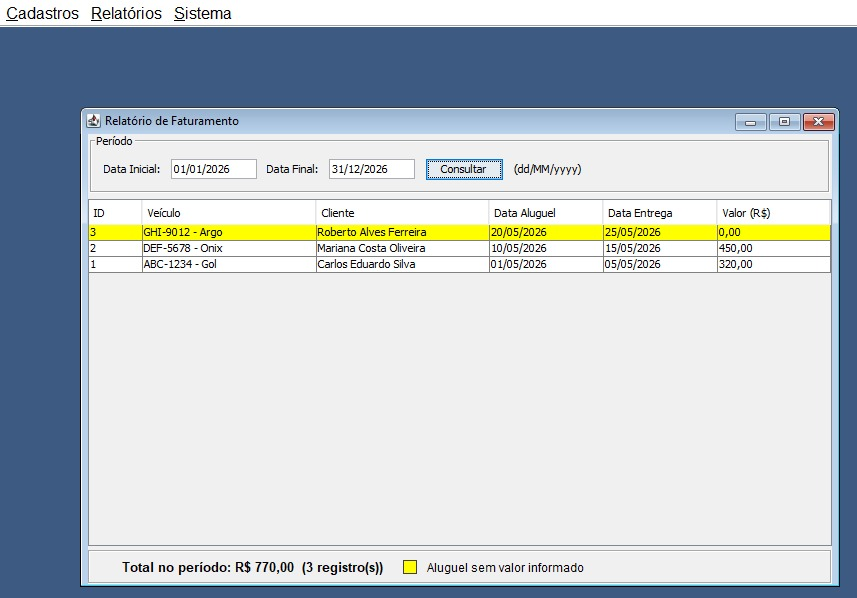 Cadastros Relatórios Sistema
Relatório de Faturamento
Período
Data Inicial: 01/01/2026 Data Final: 31/12/2026 Consultar (dd/MM/yyyy)
ID Veículo Cliente Data Aluguel Data Entrega Valor (R$)
3 GHI-9012 - Argo Roberto Alves Ferreira 20/05/2026 25/05/2026 0,00
2 DEF-5678 - Onix Mariana Costa Oliveira 10/05/2026 15/05/2026 450,00
1 ABC-1234 - Gol Carlos Eduardo Silva 01/05/2026 05/05/2026 320,00
Total no período: R$ 770,00 (3 registro(s)) Aluguel sem valor informado